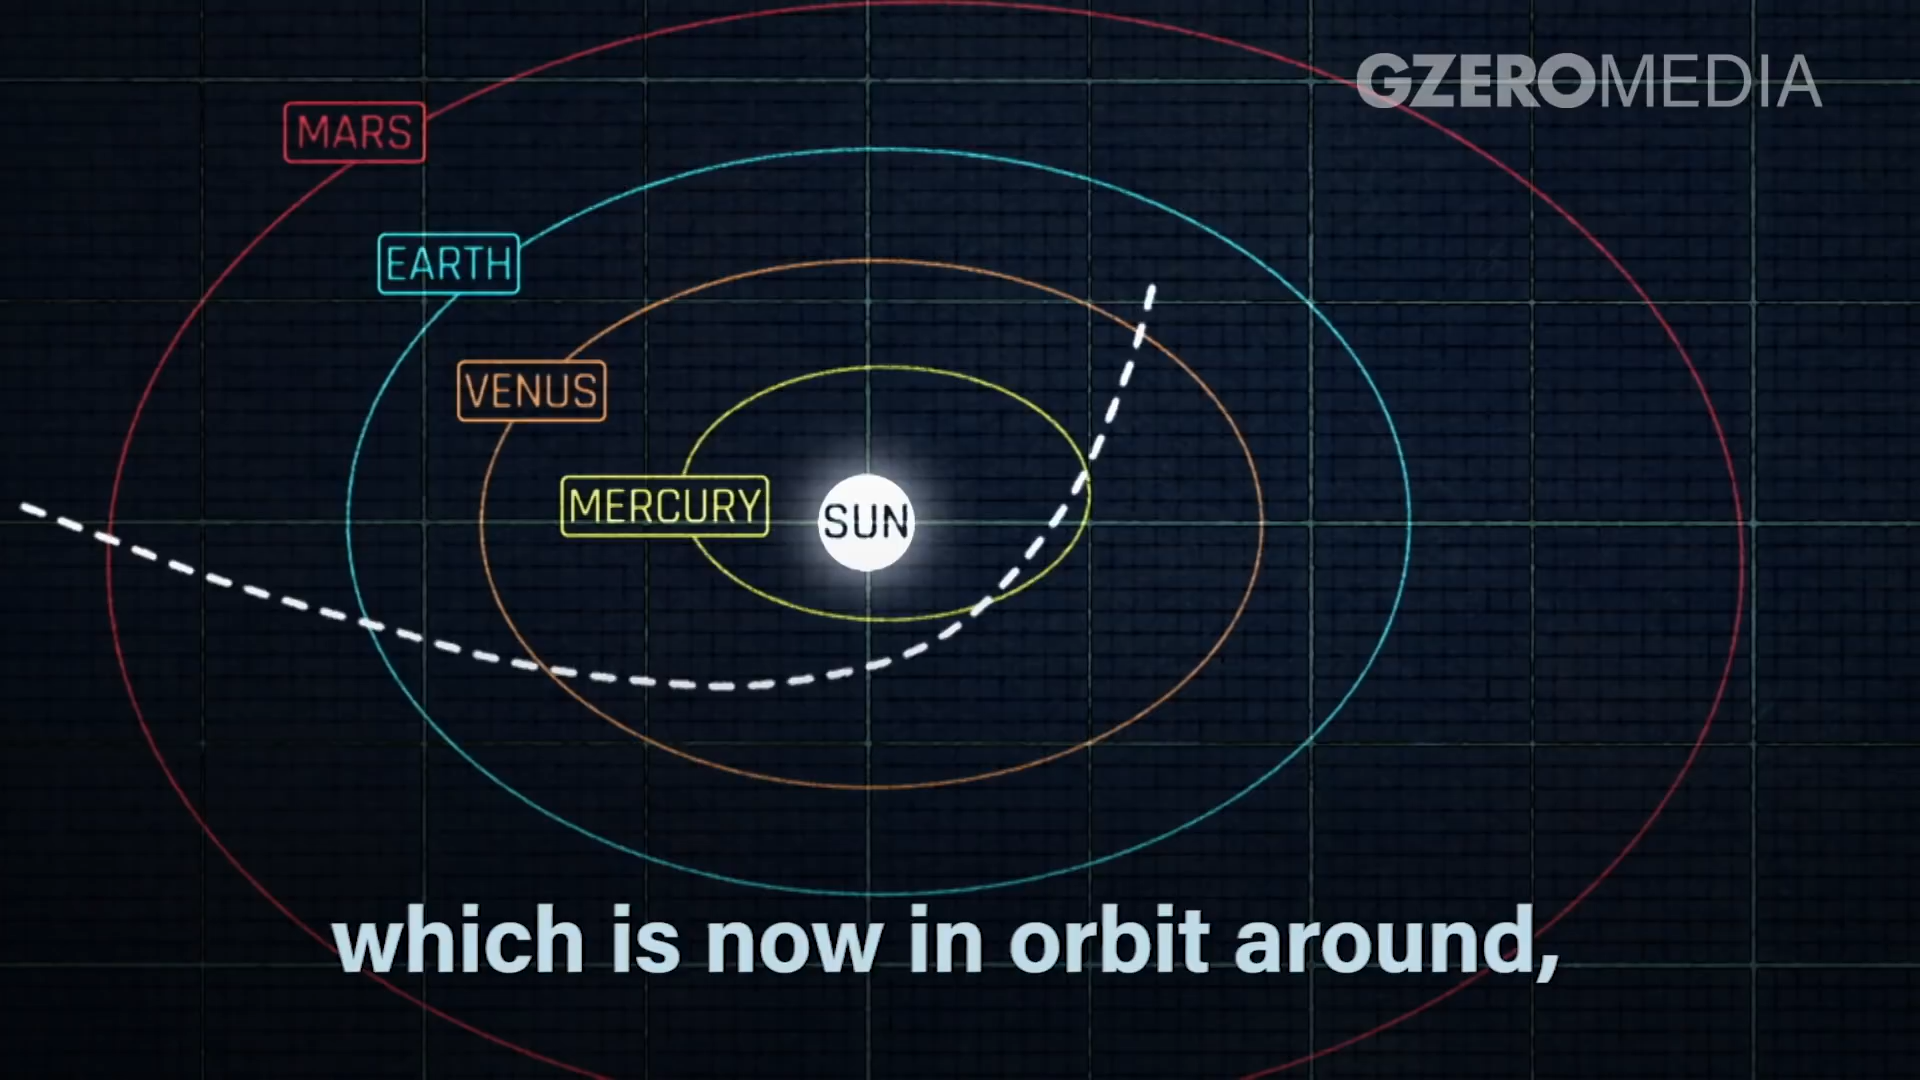 GZEROMEDIA
MARS
EARTH
VENUS
MERCURY
SUN
which is now in orbit around,